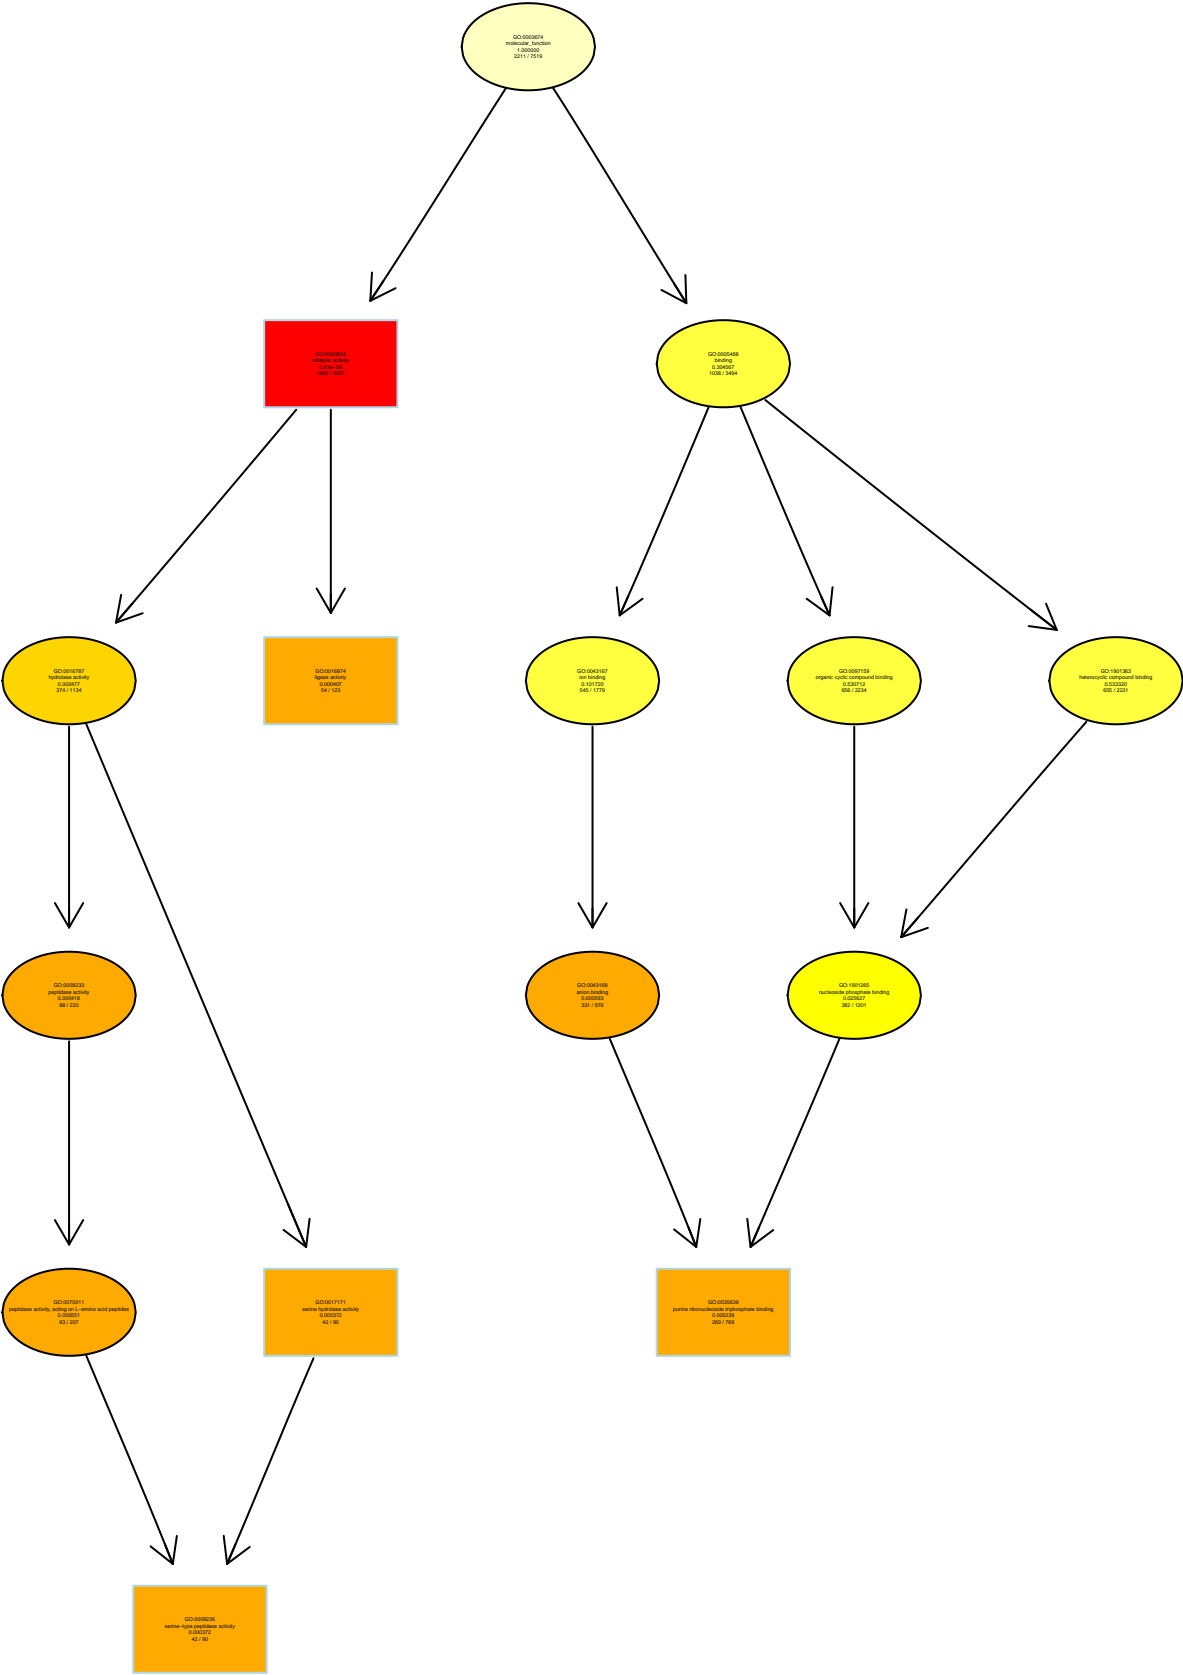 GO:0003674
molecular_function
1.000000
2211 / 7519
catalytic activity
GO:0005488
binding
0.304567
1038 / 3494
GO:0016787
hydrolase activity
0.002477
374 / 1134
GO:0016874
ligase activity
0.000407
54 / 123
GO:0043167
ion binding
0.101720
545 / 1779
GO:0097159
organic cyclic compound binding
0.530712
656 / 2234
GO:1901363
heterocyclic compound binding
0.533320
655 / 2231
GO:0008233
peptidase activity
0.000418
88 / 220
GO:0043168
anion binding
0.000593
331 / 976
GO:1901265
nucleoside phosphate binding
0.025627
382 / 1201
GO:0070011
peptidase activity, acting on L−amino acid peptides
0.000551
83 / 207
GO:0017171
serine hydrolase activity
0.000372
42 / 90
GO:0035639
purine ribonucleoside triphosphate binding
0.000239
269 / 769
GO:0008236
serine−type peptidase activity
0.000372
42 / 90